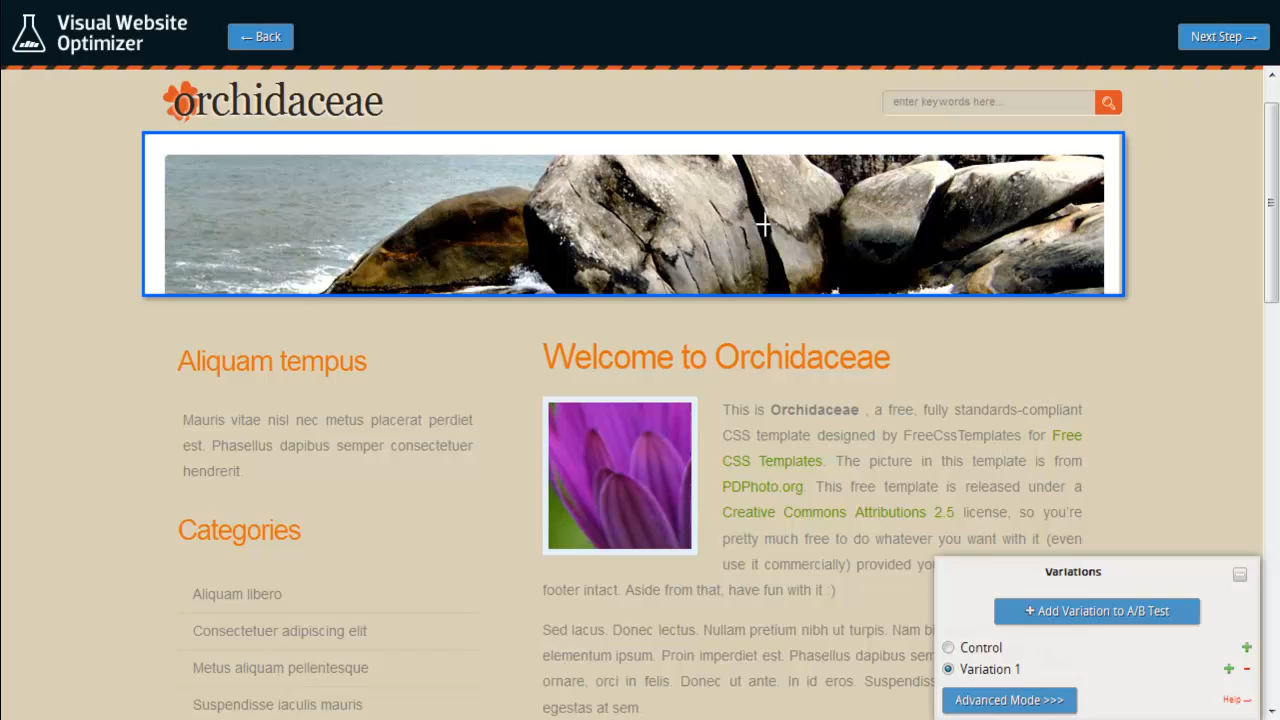 Visual Website
Optimizer
← Back
Next Step →
orchidaceae
enter keywords here...
Aliquam tempus
Mauris vitae nisl nec metus placerat perdiet
est. Phasellus dapibus semper consectetuer
hendrerit.
Categories
Aliquam libero
Consectetuer adipiscing elit
Metus aliquam pellentesque
Suspendisse iaculis mauris
Welcome to Orchidaceae
This is Orchidaceae , a free, fully standards-compliant
CSS template designed by FreeCssTemplates for Free
CSS Templates. The picture in this template is from
PDPhoto.org. This free template is released under a
Creative Commons Attributions 2.5 license, so you're
pretty much free to do whatever you want with it (even
use it commercially) provided
footer intact. Aside from that, have fun with it :)
Sed lacus. Donec lectus. Nullam pretium nibh ut turpis. Nam
elementum ipsum. Proin imperdiet est. Phasellus dapibus
ornare, orci in felis. Donec ut ante. In id eros.
egestas at sem
Variations
+ Add Variation to A/B Test
Control
Variation 1
Advanced Mode >>>
Help